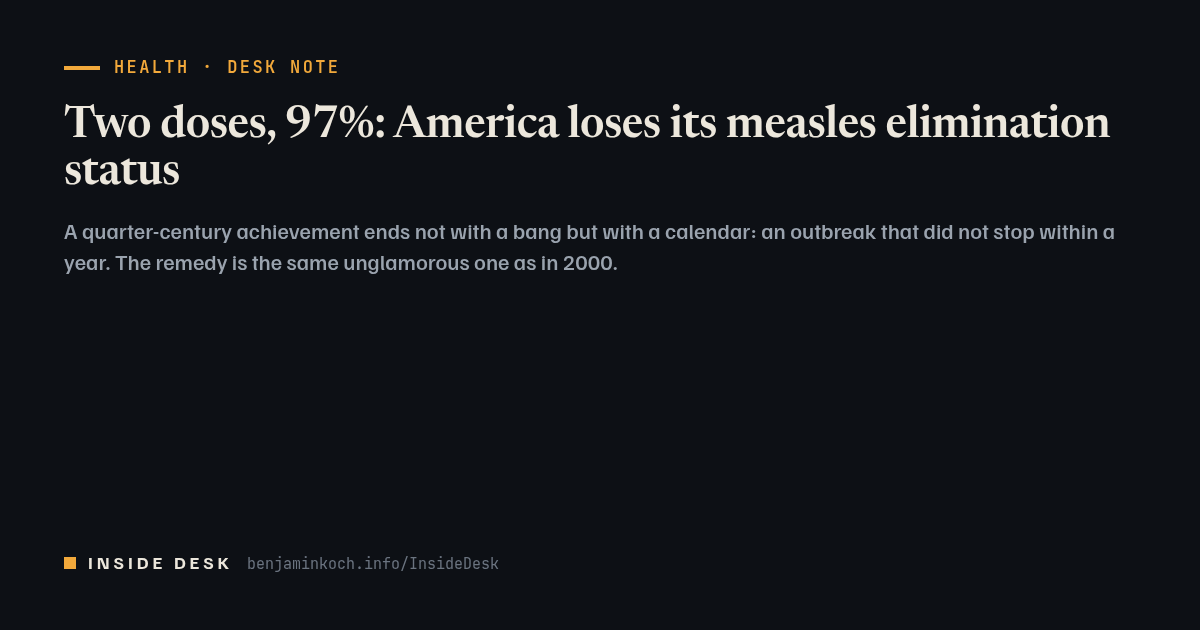 HEALTH · DESK NOTE
Two doses, 97%: America loses its measles elimination
status
A quarter-century achievement ends not with a bang but with a calendar: an outbreak that did not stop within a
year. The remedy is the same unglamorous one as in 2000.
INSIDE DESK benjaminkoch.info/InsideDesk